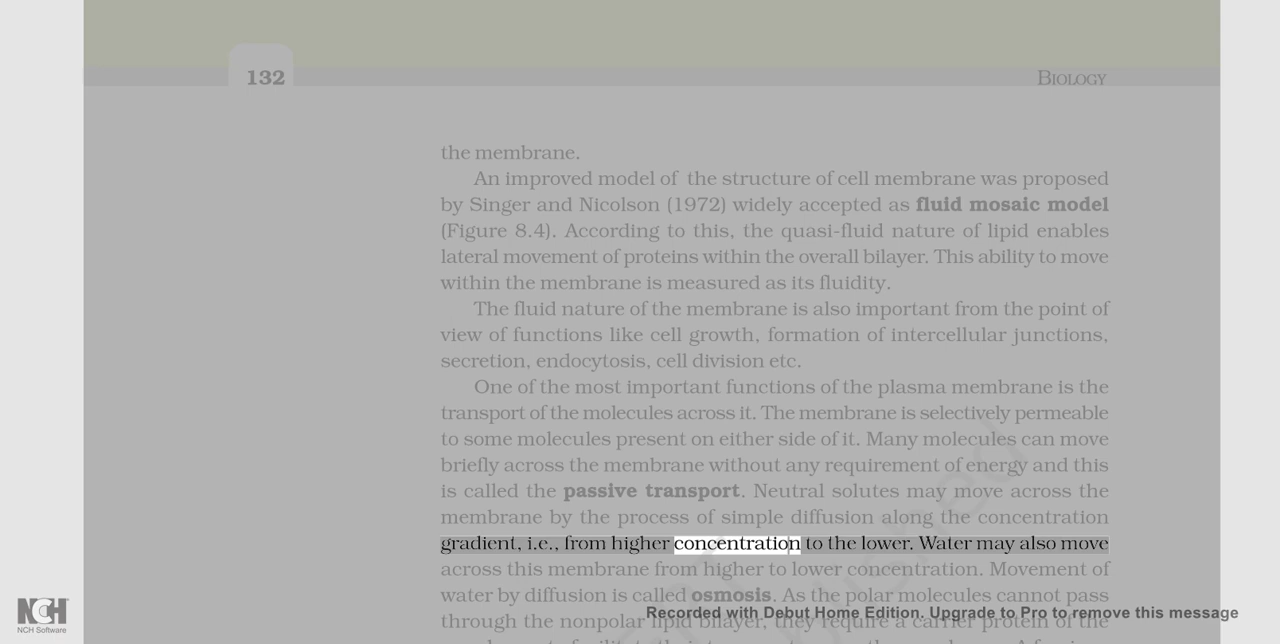 132
BIOLOGY
the membrane.
An improved model of the structure of cell membrane was proposed
by Singer and Nicolson (1972) widely accepted as fluid mosaic model
(Figure 8.4). According to this, the quasi-fluid nature of lipid enables
lateral movement of proteins within the overall bilayer. This ability to move
within the membrane is measured as its fluidity.
The fluid nature of the membrane is also important from the point of
view of functions like cell growth, formation of intercellular junctions,
secretion, endocytosis, cell division etc.
One of the most important functions of the plasma membrane is the
transport of the molecules across it. The membrane is selectively permeable
to some molecules present on either side of it. Many molecules can move
briefly across the membrane without any requirement of energy and this
is called the passive transport. Neutral solutes may move across the
membrane by the process of simple diffusion along the concentration
gradient, i.e., from higher concentration to the lower. Water may also move
across this membrane from higher to lower concentration. Movement of
water by diffusion is called osmosis. As the polar molecules cannot pass
through the nonpolar lipid bilayer, they require a carrier protein of the
Recorded with Debut Home Edition. Upgrade to Pro to remove this message
NCH
NCH Software